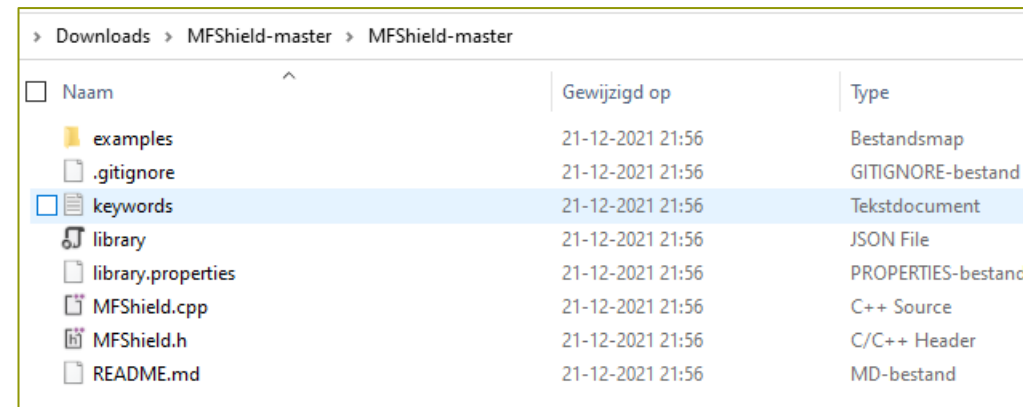 > Downloads > MFShield-master > MFShield-master
Naam Gewijzigd op Type
examples 21-12-2021 21:56 Bestandsmap
.gitignore 21-12-2021 21:56 GITIGNORE-bestand
keywords 21-12-2021 21:56 Tekstdocument
library 21-12-2021 21:56 JSON File
library.properties 21-12-2021 21:56 PROPERTIES-bestand
MFShield.cpp 21-12-2021 21:56 C++ Source
MFShield.h 21-12-2021 21:56 C/C++ Header
README.md 21-12-2021 21:56 MD-bestand